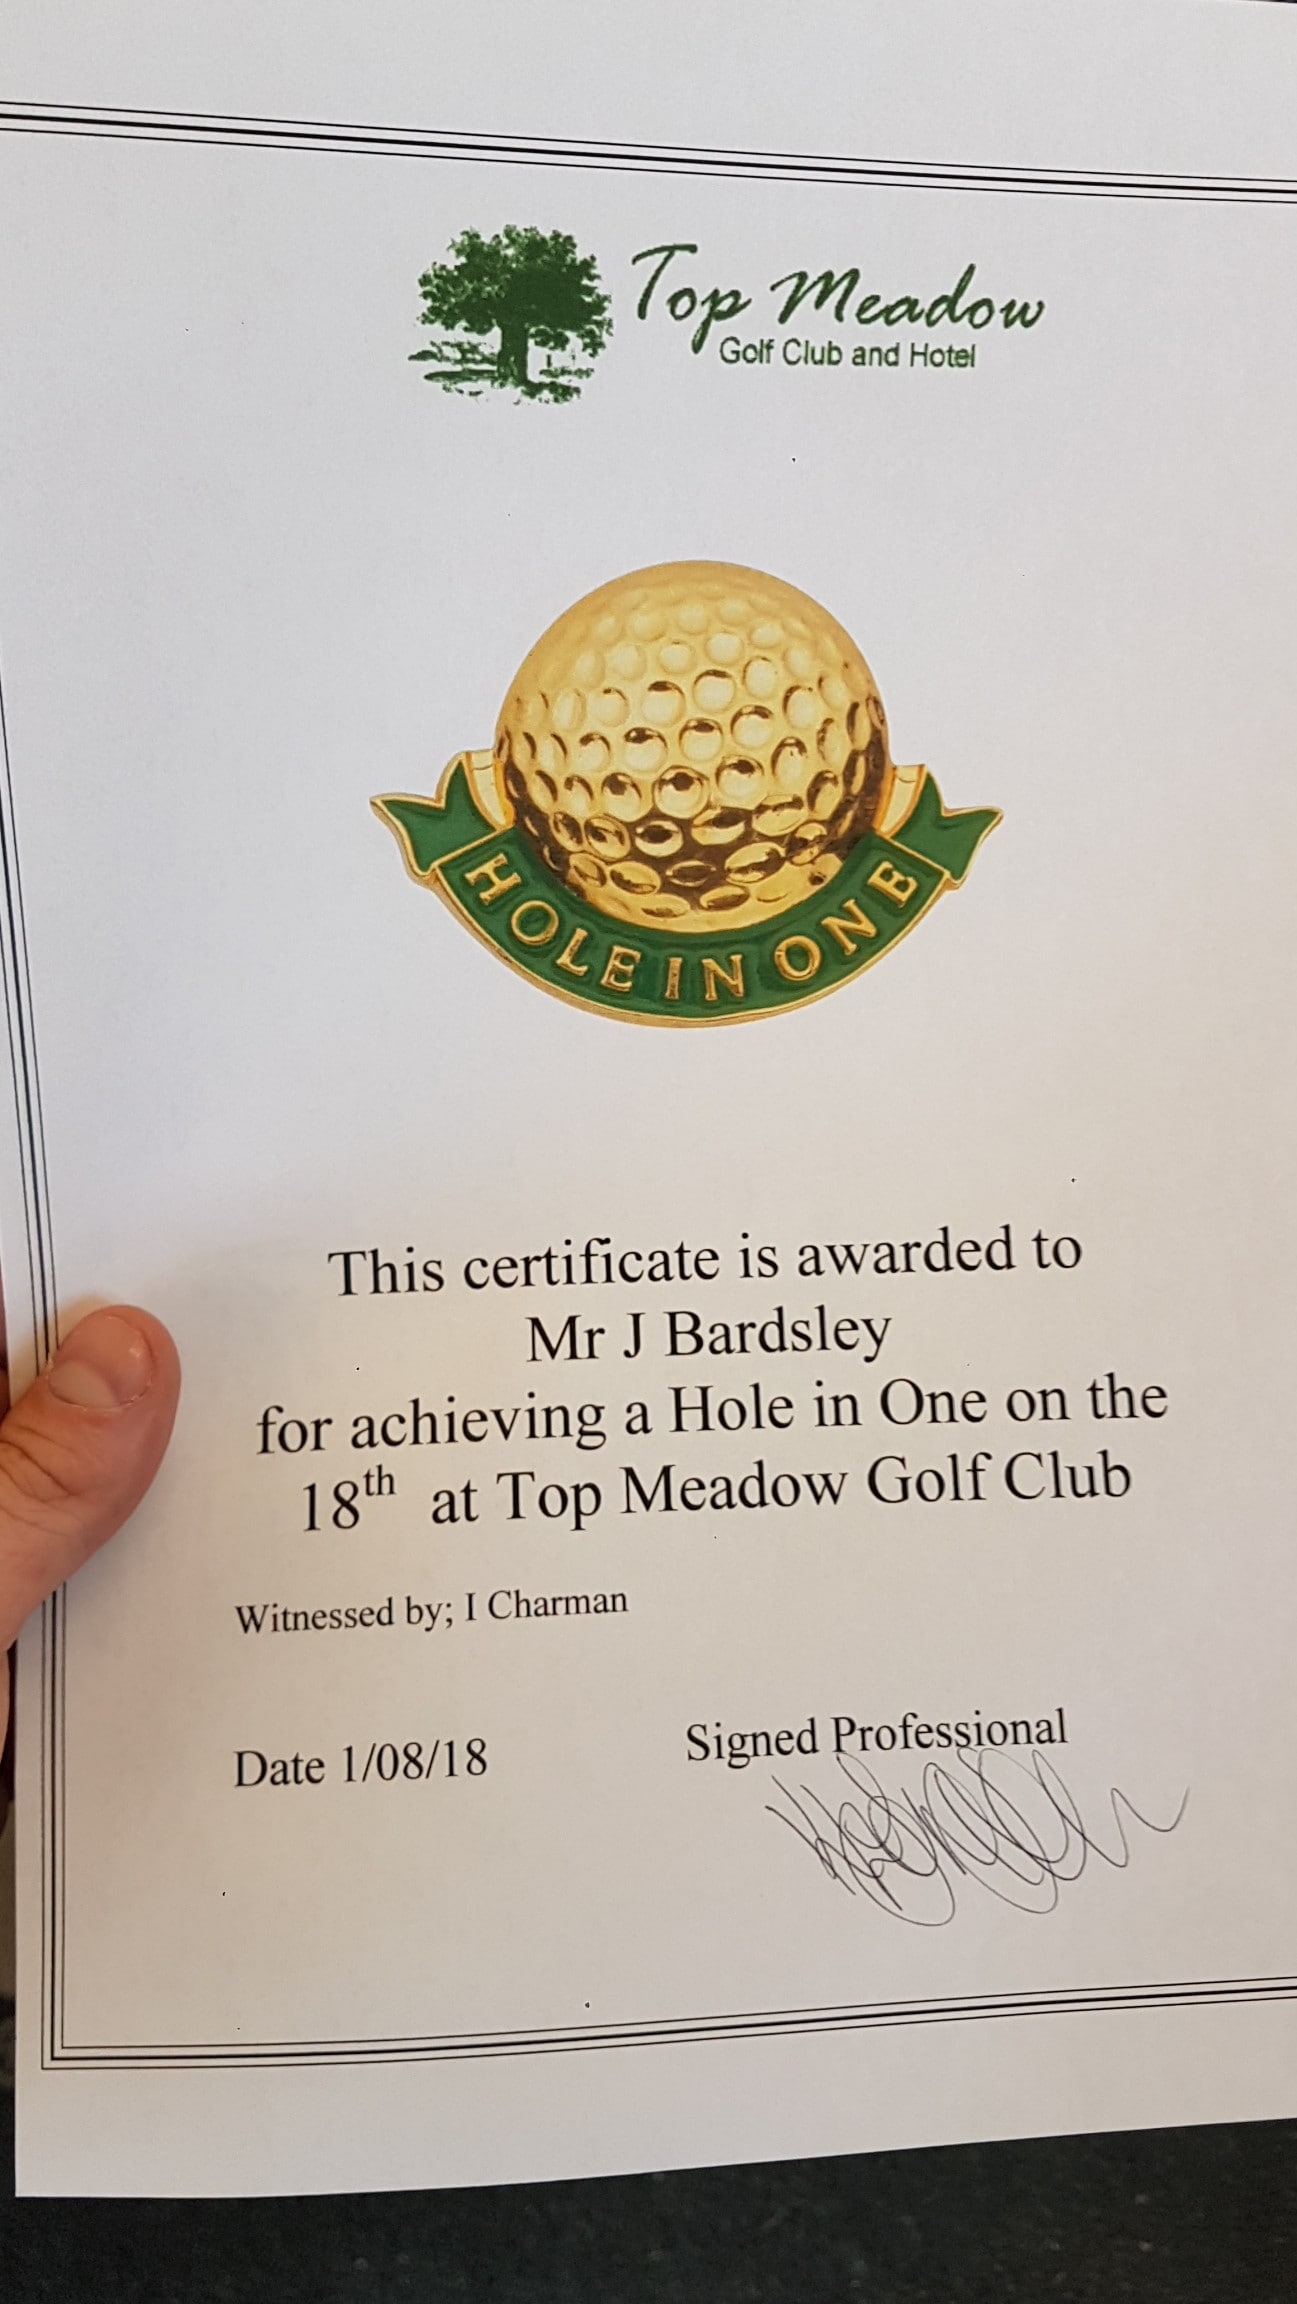 Top Meadow
Golf Club and Hotel
HOLE IN ONE
This certificate is awarded to
Mr J Bardsley
for achieving a Hole in One on the
18th at Top Meadow Golf Club
Witnessed by; I Charman
Date 1/08/18
Signed Professional